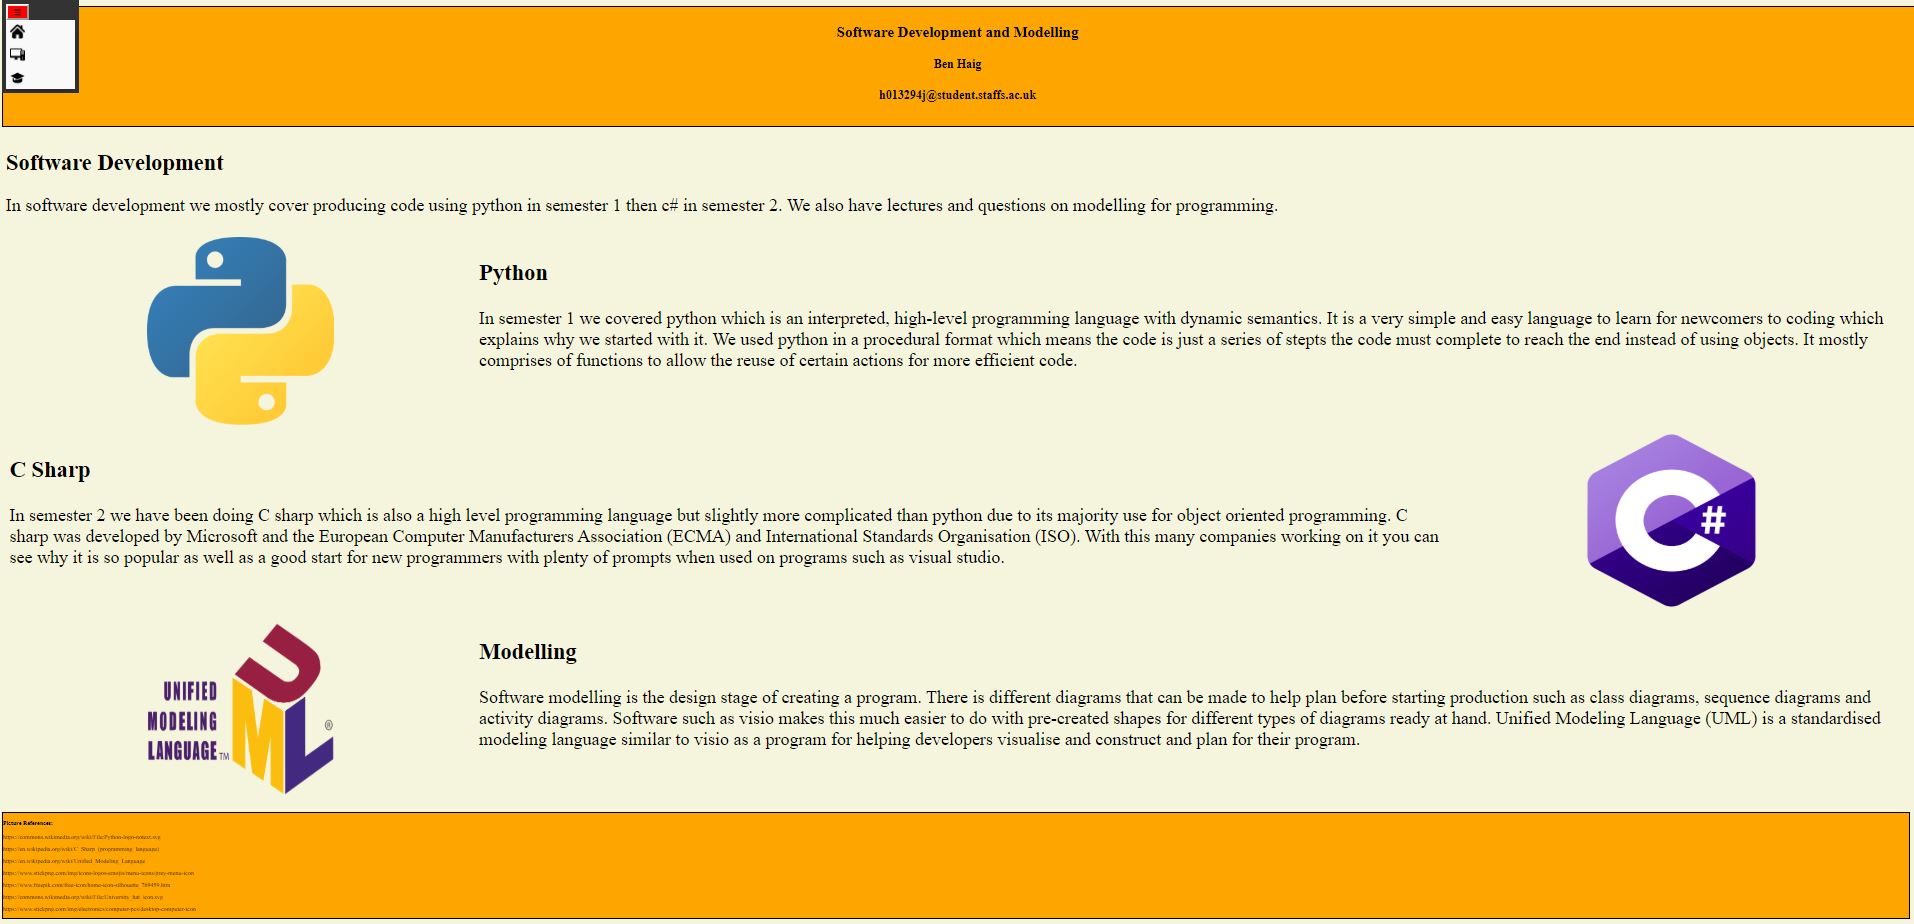 Software Development and Modelling
Ben Haig
h013294j@student.staffs.ac.uk
Software Development
In software development we mostly cover producing code using python in semester 1 then c# in semester 2. We also have lectures and questions on modelling for programming.
Python
In semester 1 we covered python which is an interpreted, high-level programming language with dynamic semantics. It is a very simple and easy language to learn for newcomers to coding which
explains why we started with it. We used python in a procedural format which means the code is just a series of stepts the code must complete to reach the end instead of using objects. It mostly
comprises of functions to allow the reuse of certain actions for more efficient code.
C Sharp
In semester 2 we have been doing C sharp which is also a high level programming language but slightly more complicated than python due to its majority use for object oriented programming. C
sharp was developed by Microsoft and the European Computer Manufacturers Association (ECMA) and International Standards Organisation (ISO). With this many companies working on it you can
see why it is so popular as well as a good start for new programmers with plenty of prompts when used on programs such as visual studio.
C#
UNIFIED
MODELING
LANGUAGE™
UML®
Modelling
Software modelling is the design stage of creating a program. There is different diagrams that can be made to help plan before starting production such as class diagrams, sequence diagrams and
activity diagrams. Software such as visio makes this much easier to do with pre-created shapes for different types of diagrams ready at hand. Unified Modeling Language (UML) is a standardised
modeling language similar to visio as a program for helping developers visualise and construct and plan for their program.
Picture References:
https://commons.wikimedia.org/wiki/File:Python-logo-notext.svg
https://en.wikipedia.org/wiki/C_Sharp_(programming_language)
https://en.wikipedia.org/wiki/Unified_Modeling_Language
https://www.stickpng.com/img/icons-logos-emojis/menu-icons/grey-menu-icon
https://www.freepik.com/free-icon/home-icon-silhouette_769459.htm
https://commons.wikimedia.org/wiki/File:University_hat_icon.svg
https://www.stickpng.com/img/electronics/computer-pcs/desktop-computer-icon